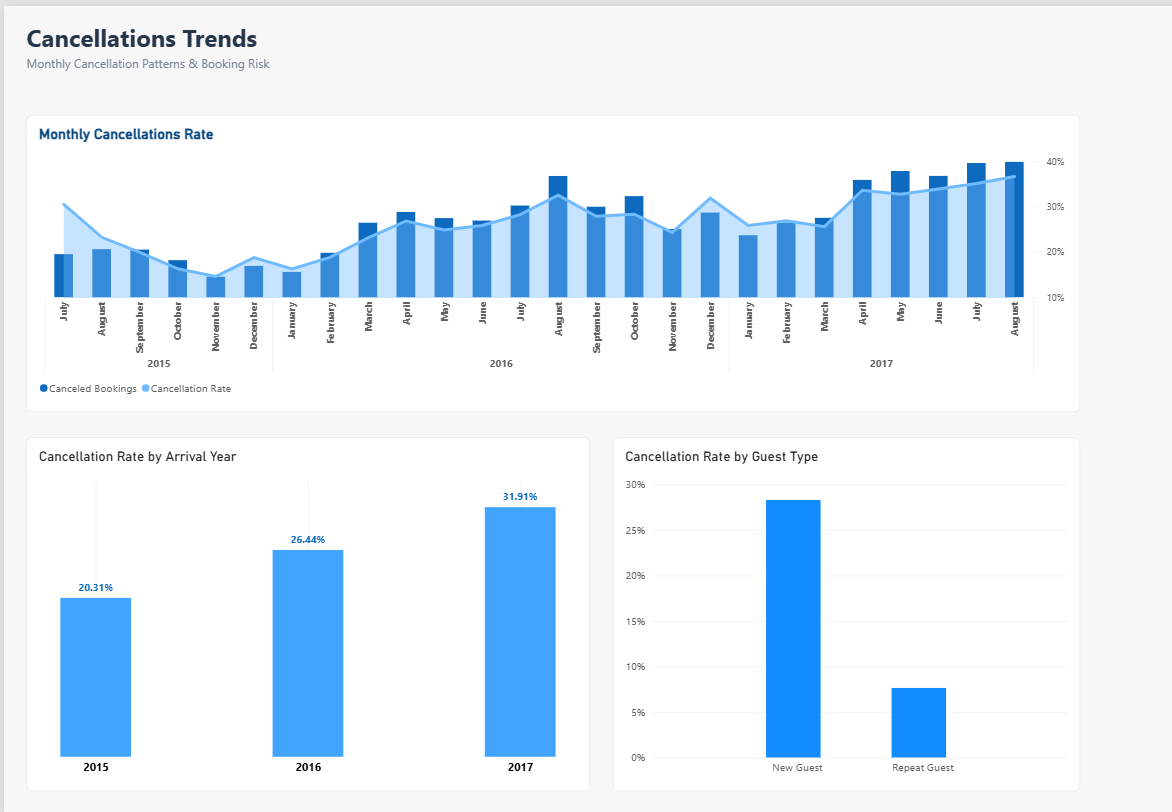 Cancellations Trends
Monthly Cancellation Patterns & Booking Risk
Monthly Cancellations Rate
40%
30%
20%
10%
July August September October November December January February March April May June July August September October November December January February March April May June July August
2015 2016 2017
Canceled Bookings Cancellation Rate
Cancellation Rate by Arrival Year
31.91%
26.44%
20.31%
2015 2016 2017
Cancellation Rate by Guest Type
30%
25%
20%
15%
10%
5%
0%
New Guest Repeat Guest